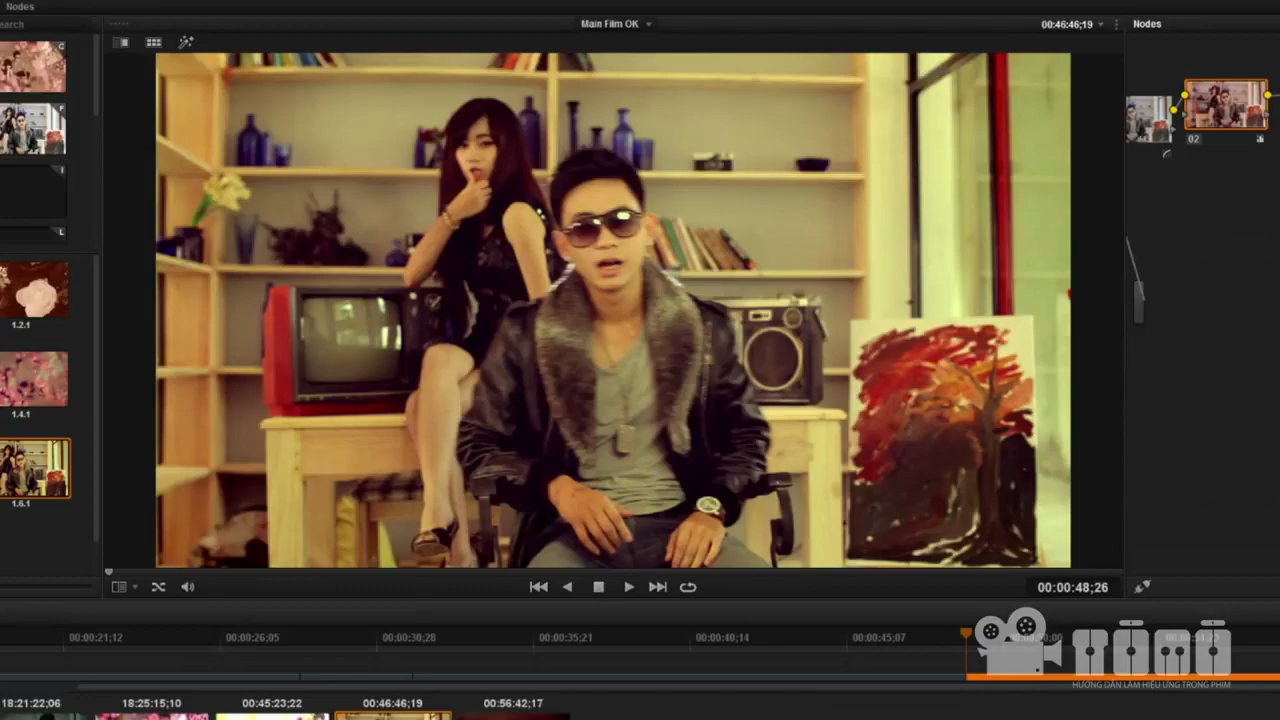 Nodes
earch
Main Film OK
00:46:46;19
Nodes
C
F
I
L
02
1.2.1
1.4.1
1.6.1
00:00:48;26
00:00:21;12
00:00:26;05
00:00:30;28
00:00:35;21
00:00:40;14
00:00:45;07
HƯỚNG DẪN LÀM HIỆU ỨNG TRONG PHIM
18:21:22;06
18:25:15;10
00:45:23;22
00:46:46;19
00:56:42;17